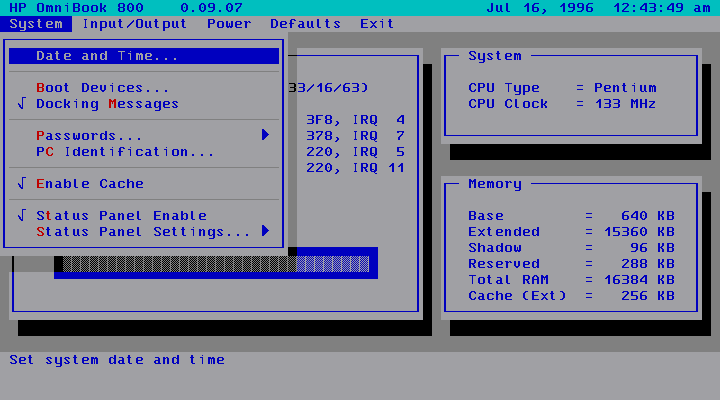 HP OmniBook 800    0.09.07    Jul 16, 1996  12:43:49 am
System  Input/Output  Power  Defaults  Exit
Date and Time...
Boot Devices...
√ Docking Messages
Passwords...
PC Identification...
√ Enable Cache
√ Status Panel Enable
Status Panel Settings...
33/16/63)
3F8, IRQ  4
378, IRQ  7
220, IRQ  5
220, IRQ 11
System
CPU Type    = Pentium
CPU Clock   = 133 MHz
Memory
Base         =    640 KB
Extended     =  15360 KB
Shadow       =     96 KB
Reserved     =    288 KB
Total RAM    =  16384 KB
Cache (Ext)  =    256 KB
Set system date and time